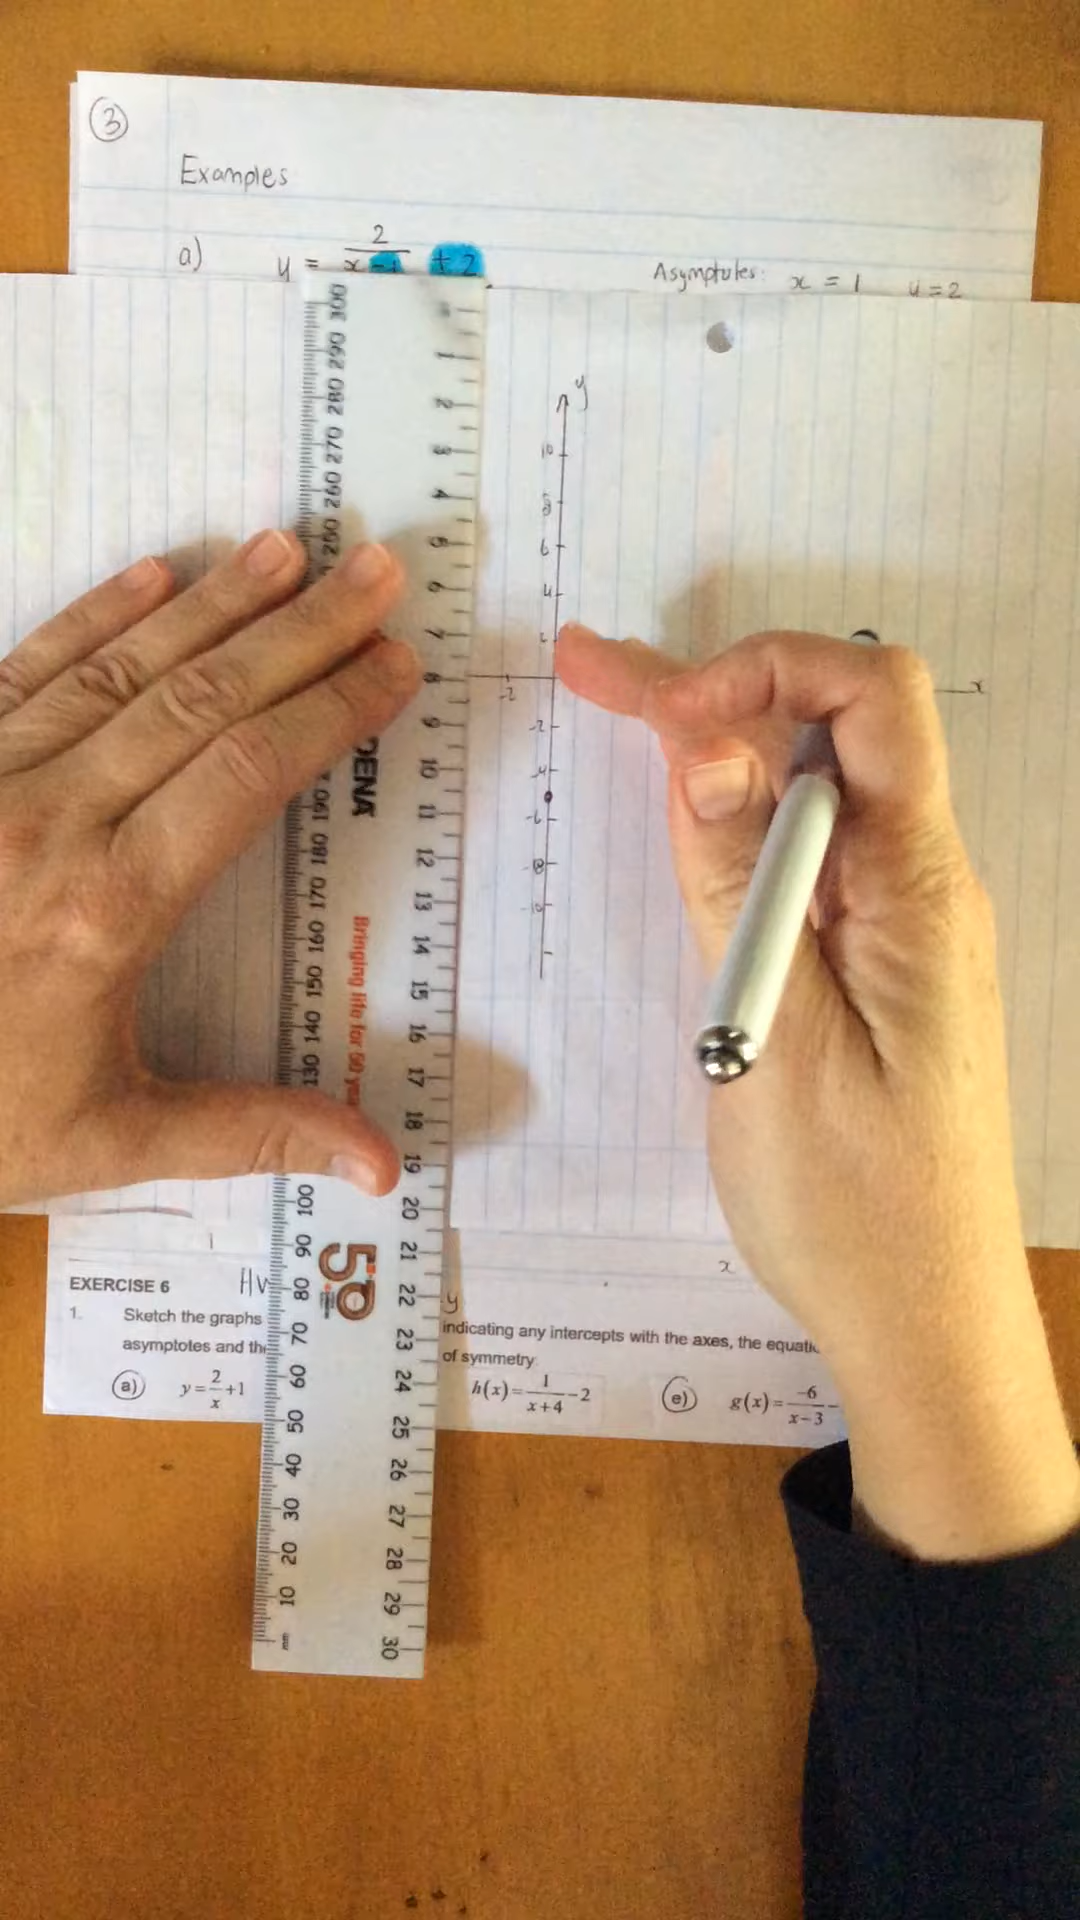 3
Examples
a) y = 2/x -1 + 2
Asymptotes: x = 1 y = 2
300 290 280 270 260 250
1 2 3 4 5 6 7 8 9 10 11 12 13 14 15 16 17 18 19 20 21 22 23 24 25 26 27 28 29 30
y
10
8
6
4
2
-2
x
-2
-4
-6
-8
-10
DENA
190 180 170 160 150 140 130
Bringing life for 50
100 90 80 70 60 50 40 30 20 10 mm
50
x
y
EXERCISE 6
1. Sketch the graphs
indicating any intercepts with the axes, the
asymptotes and
of symmetry
a) y = 2/x + 1
h(x) = 1/x+4 - 2
e) g(x) = -6/x-3 -